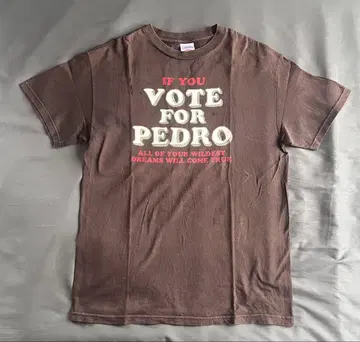 IF YOU
VOTE
FOR
PEDRO
ALL OF YOUR WILDEST
DREAMS WILL COME TRUE